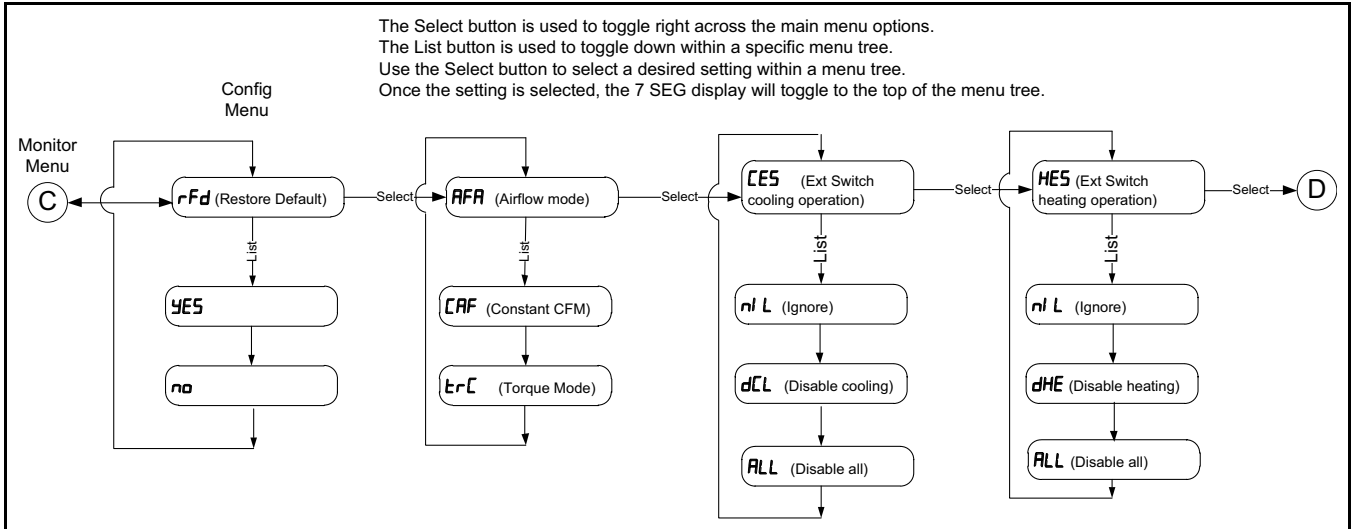 The Select button is used to toggle right across the main menu options.
The List button is used to toggle down within a specific menu tree.
Use the Select button to select a desired setting within a menu tree.
Once the setting is selected, the 7 SEG display will toggle to the top of the menu tree.
Config
Menu
Monitor
Menu
C
rFd (Restore Default)
Select
AFA (Airflow mode)
Select
CES (Ext Switch
cooling operation)
Select
HES (Ext Switch
heating operation)
Select
D
List
List
List
List
YES
CAF (Constant CFM)
nIL (Ignore)
nIL (Ignore)
no
trC (Torque Mode)
dCL (Disable cooling)
dHE (Disable heating)
ALL (Disable all)
ALL (Disable all)